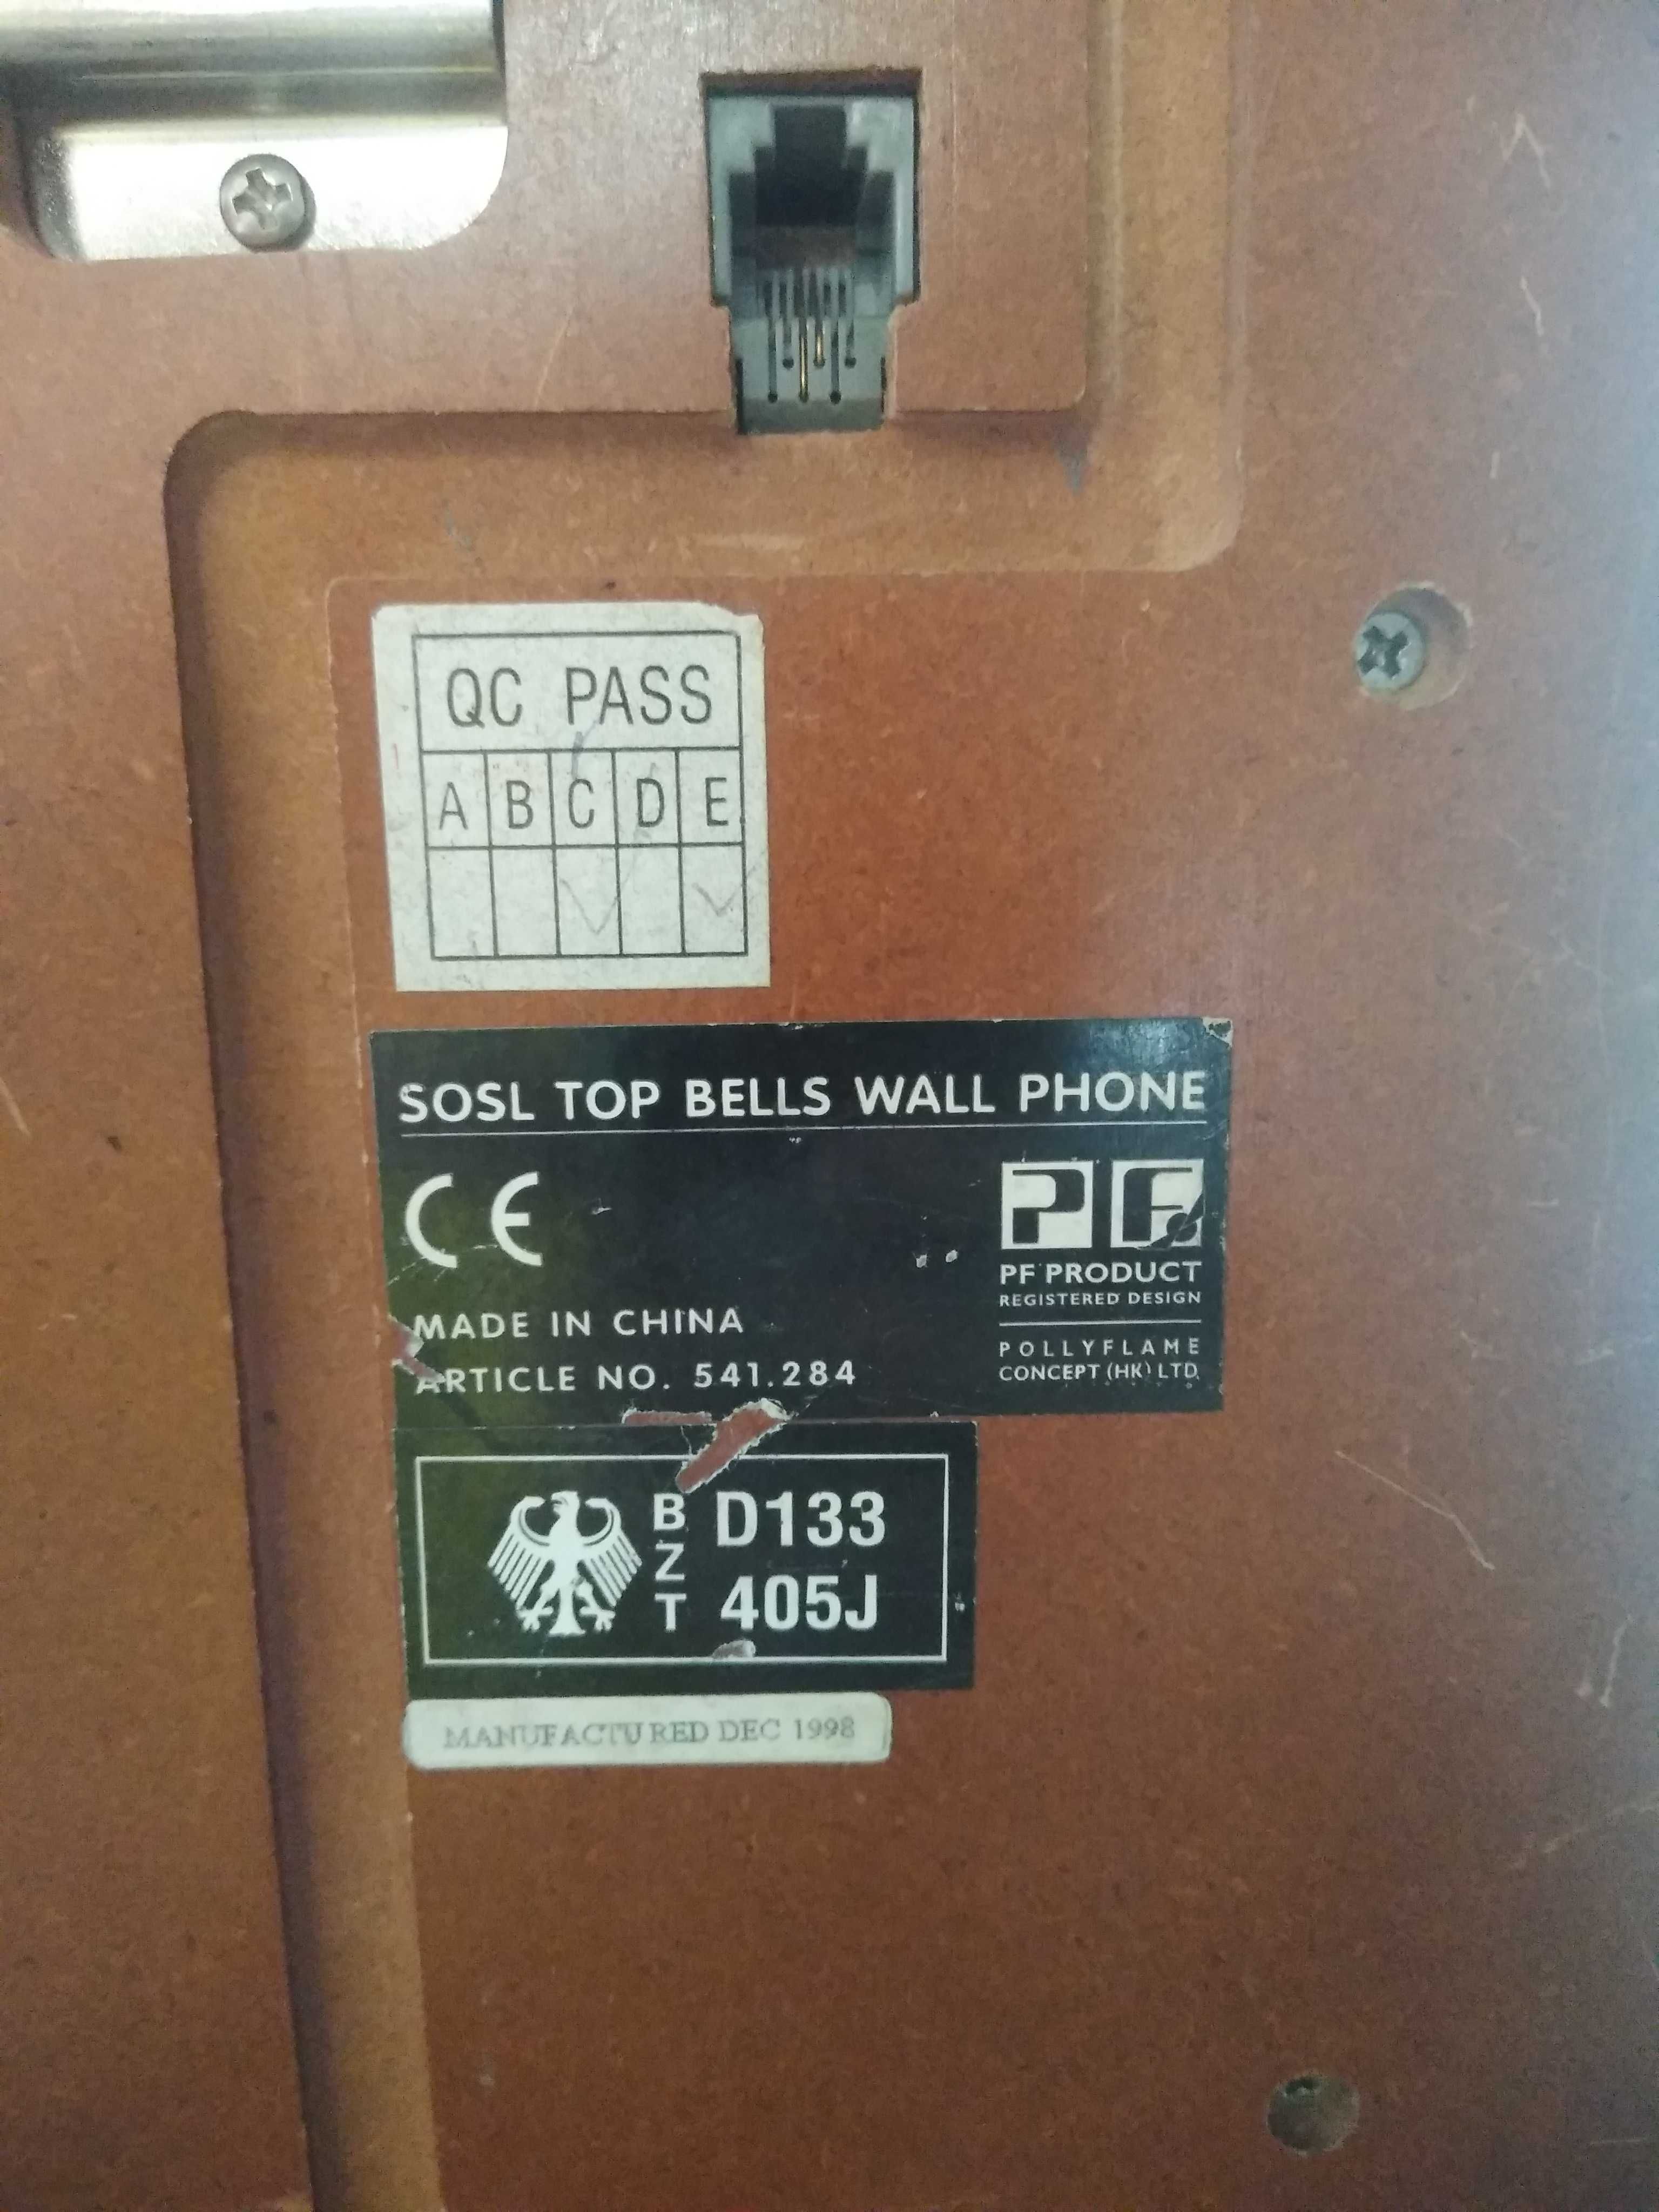 QC PASS
A B C D E
SOSL TOP BELLS WALL PHONE
CE
PF
PF PRODUCT
REGISTERED DESIGN
POLLYFLAME
CONCEPT (HK) LTD.
MADE IN CHINA
ARTICLE NO. 541.284
BZT
D133
405J
MANUFACTURED DEC 1998